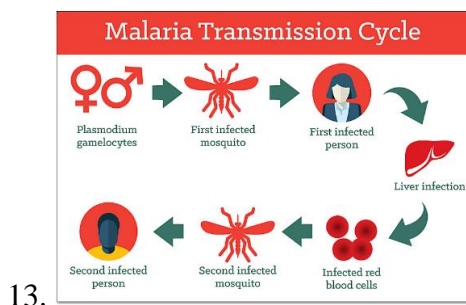 Malaria Transmission Cycle
Plasmodium
gamelocytes
First infected
mosquito
First infected
person
Liver infection
Second infected
person
Second infected
mosquito
Infected red
blood cells
13.